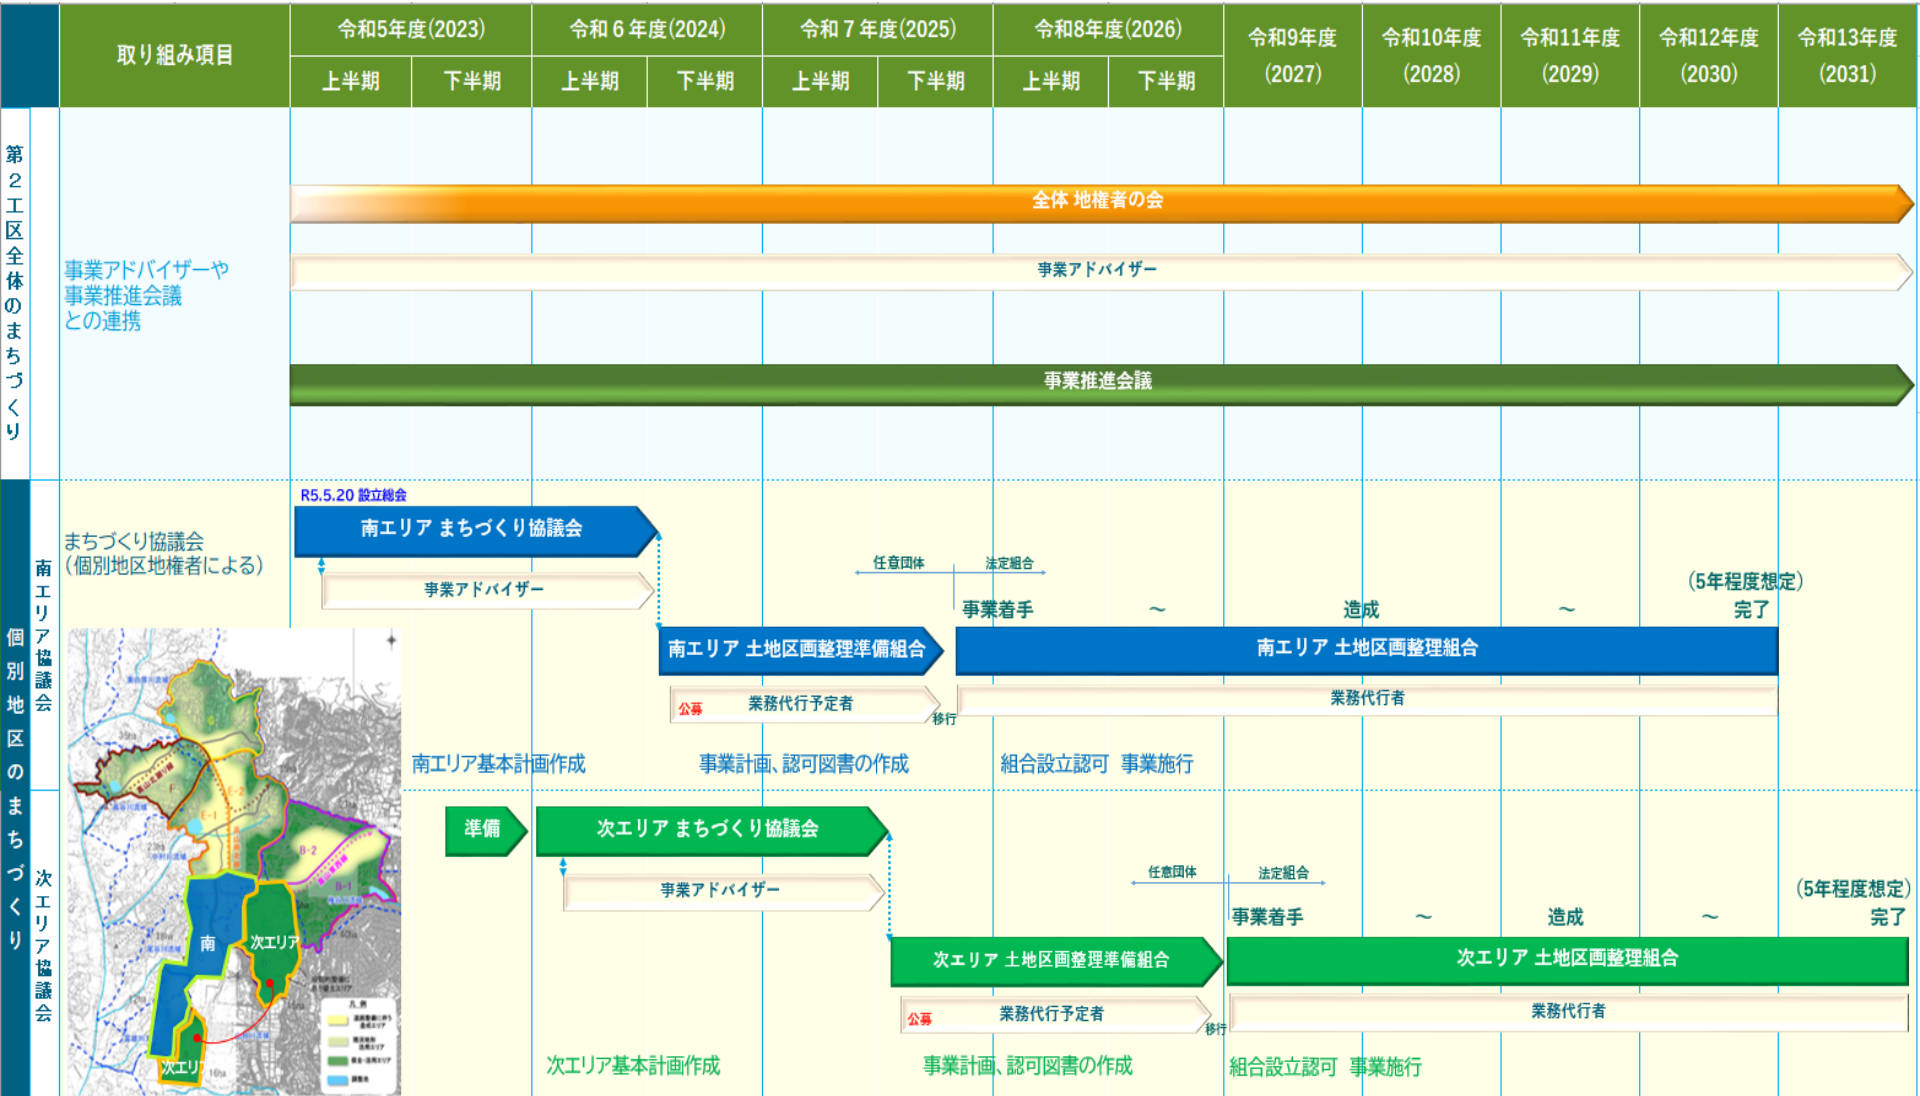 取り組み項目
令和5年度(2023)
令和６年度(2024)
令和７年度(2025)
令和8年度(2026)
令和9年度
(2027)
令和10年度
(2028)
令和11年度
(2029)
令和12年度
(2030)
令和13年度
(2031)
上半期
下半期
上半期
下半期
上半期
下半期
上半期
下半期
第２工区全体のまちづくり
事業アドバイザーや
事業推進会議
との連携
全体 地権者の会
事業アドバイザー
事業推進会議
個別地区のまちづくり
南エリア協議会
まちづくり協議会
（個別地区地権者による）
R5.5.20 設立総会
南エリア まちづくり協議会
事業アドバイザー
任意団体
法定組合
事業着手
～
造成
～
（5年程度想定）
完了
南エリア 土地区画整理準備組合
南エリア 土地区画整理組合
公募
業務代行予定者
移行
業務代行者
南エリア基本計画作成
事業計画、認可図書の作成
組合設立認可 事業施行
次エリア協議会
準備
次エリア まちづくり協議会
事業アドバイザー
任意団体
法定組合
事業着手
～
造成
～
（5年程度想定）
完了
次エリア 土地区画整理準備組合
次エリア 土地区画整理組合
公募
業務代行予定者
移行
業務代行者
次エリア基本計画作成
事業計画、認可図書の作成
組合設立認可 事業施行
G
F
E-2
E-1
B-2
B-1
南
次エリア
次エリア
凡 例